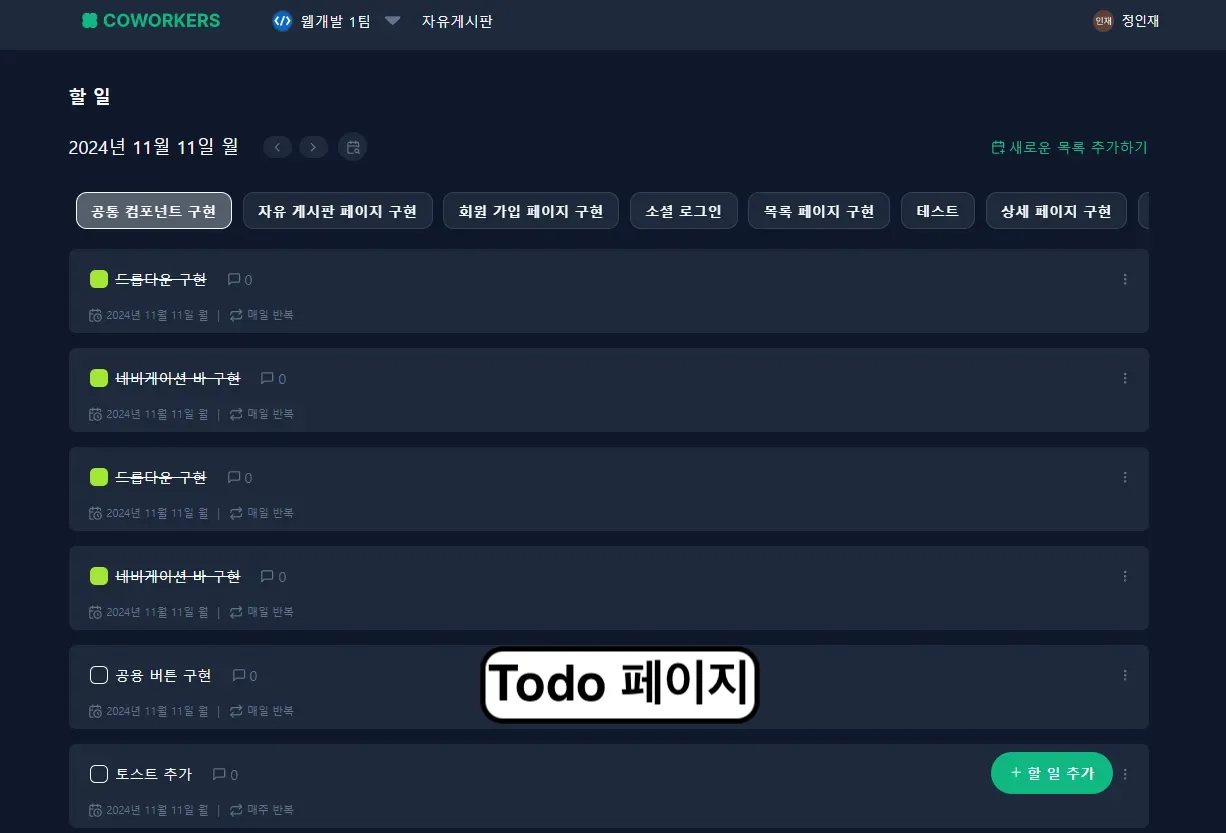 COWORKERS 웹개발 1팀 자유게시판 인재 정인재
할 일
2024년 11월 11일 월 새로운 목록 추가하기
공통 컴포넌트 구현 자유 게시판 페이지 구현 회원 가입 페이지 구현 소셜 로그인 목록 페이지 구현 테스트 상세 페이지 구현
드롭다운 구현 0
2024년 11월 11일 월 | 매일 반복
네비게이션 바 구현 0
2024년 11월 11일 월 | 매일 반복
드롭다운 구현 0
2024년 11월 11일 월 | 매일 반복
네비게이션 바 구현 0
2024년 11월 11일 월 | 매일 반복
공용 버튼 구현 0
Todo 페이지
2024년 11월 11일 월 | 매일 반복
토스트 추가 0
+ 할 일 추가
2024년 11월 11일 월 | 매주 반복